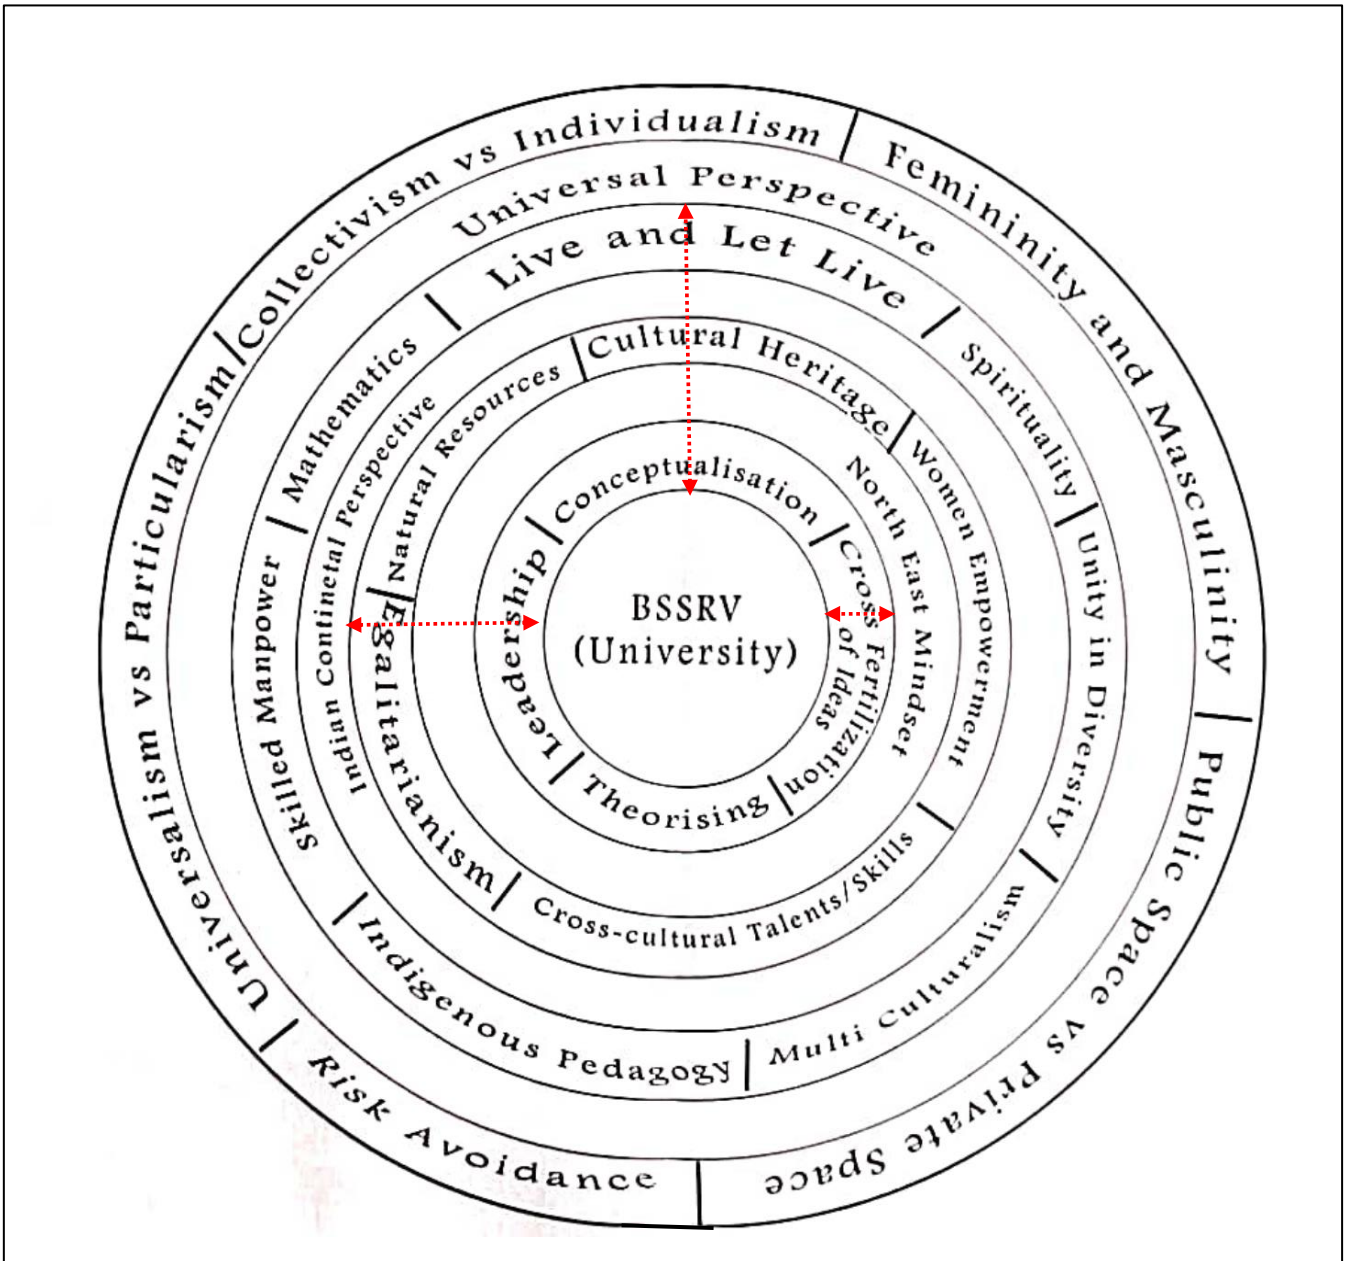 Collectivism vs Individualism
Femininity and Masculinity
Public Space vs Private Space
Risk Avoidance
Universalism vs Particularism
Universal Perspective
Live and Let Live
Spirituality
Unity in Diversity
Multi Culturalism
Indigenous Pedagogy
Skilled Manpower
Mathematics
Indian Continetal Perspective
Cultural Heritage
Women Empowerment
Cross-cultural Talents/Skills
Egalitarianism
Natural Resources
North East Mindset
Conceptualisation
Cross Fertilization
of Ideas
Theorising
Leadership
BSSRV
(University)